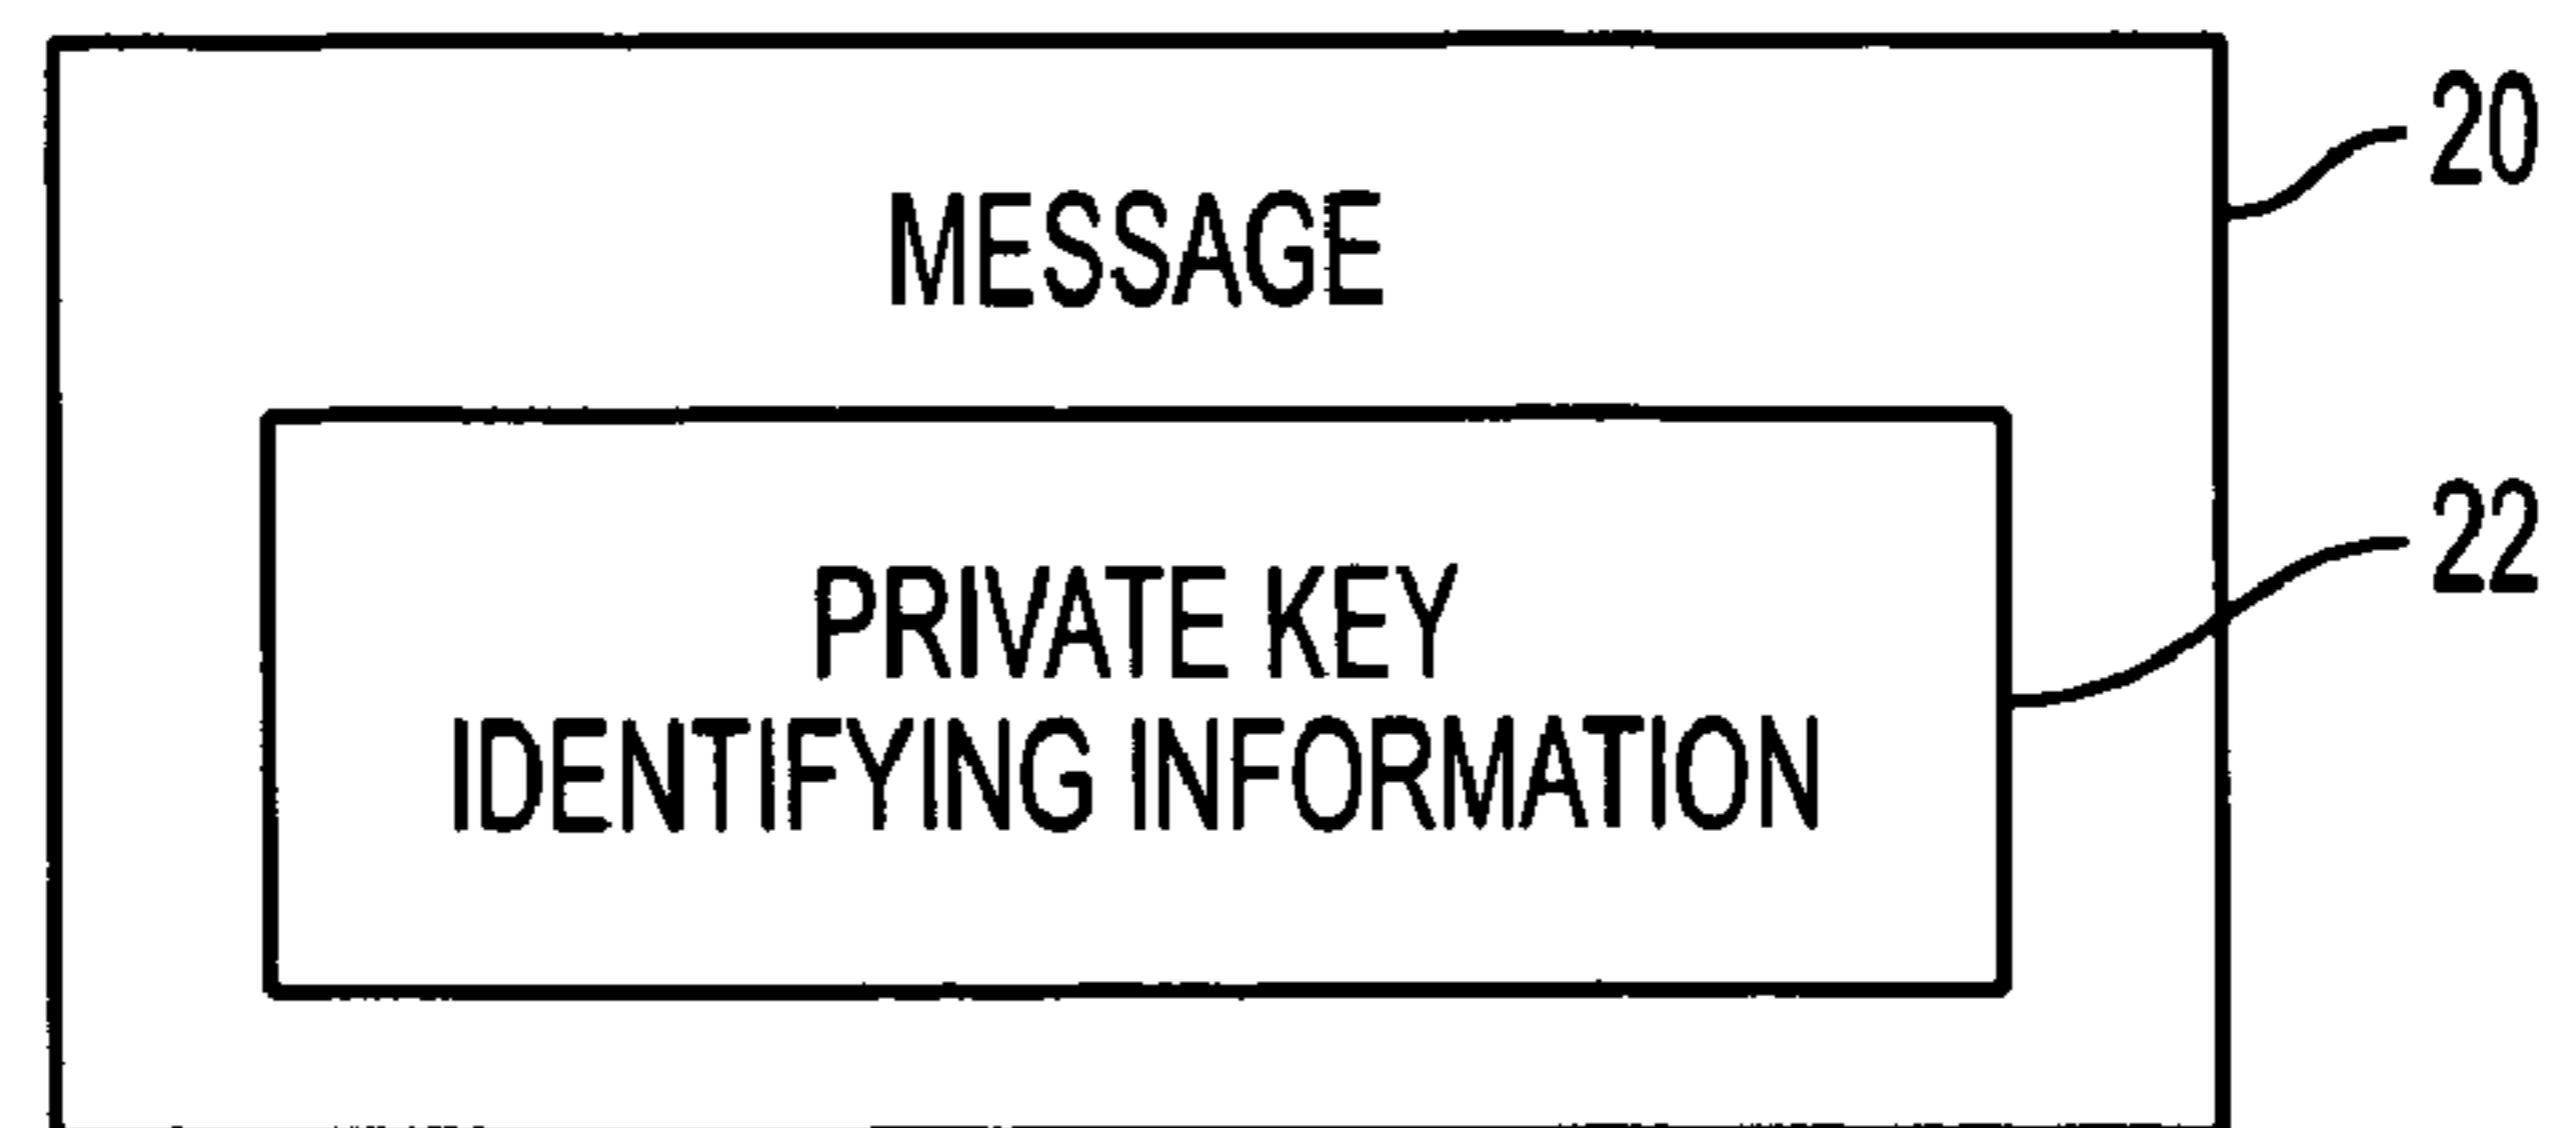 20
MESSAGE
22
PRIVATE KEY
IDENTIFYING INFORMATION